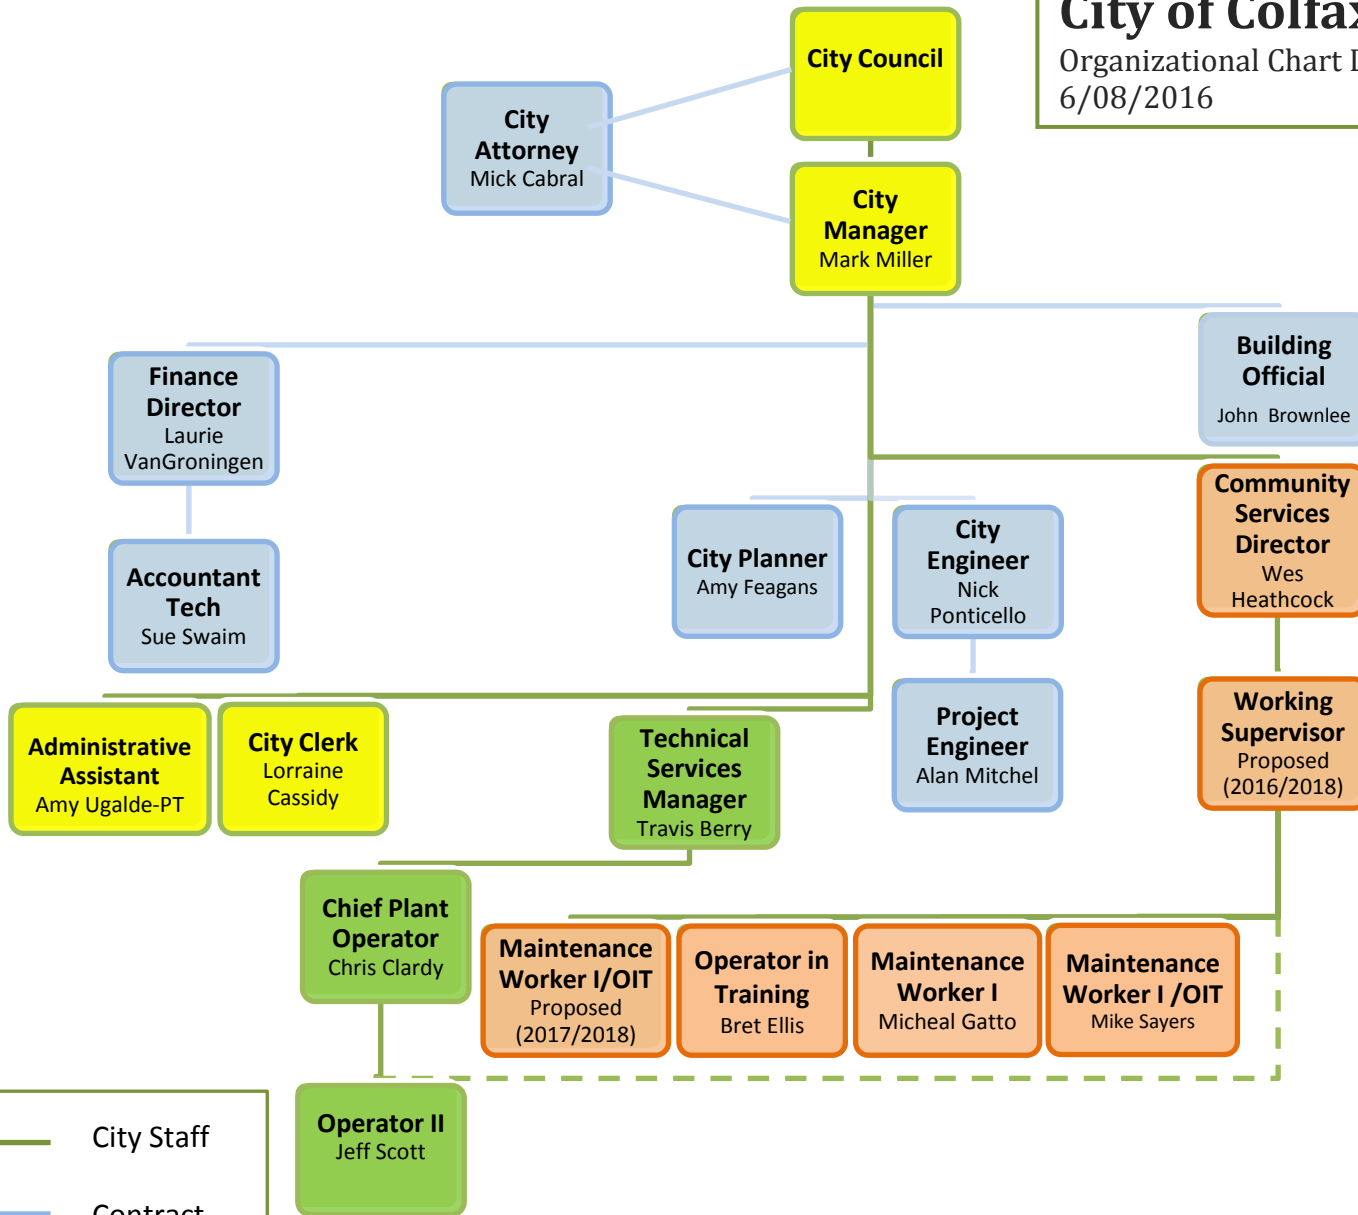 City of Colfax
Organizational Chart
6/08/2016
City Council
City
Attorney
Mick Cabral
City
Manager
Mark Miller
Building
Official
John Brownlee
Finance
Director
Laurie
VanGroningen
Community
Services
Director
Wes
Heathcock
City Planner
Amy Feagans
City
Engineer
Nick
Ponticello
Accountant
Tech
Sue Swaim
Working
Supervisor
Proposed
(2016/2018)
Project
Engineer
Alan Mitchel
Administrative
Assistant
Amy Ugalde-PT
City Clerk
Lorraine
Cassidy
Technical
Services
Manager
Travis Berry
Chief Plant
Operator
Chris Clardy
Maintenance
Worker I/OIT
Proposed
(2017/2018)
Operator in
Training
Bret Ellis
Maintenance
Worker I
Micheal Gatto
Maintenance
Worker I /OIT
Mike Sayers
Operator II
Jeff Scott
City Staff
Contract